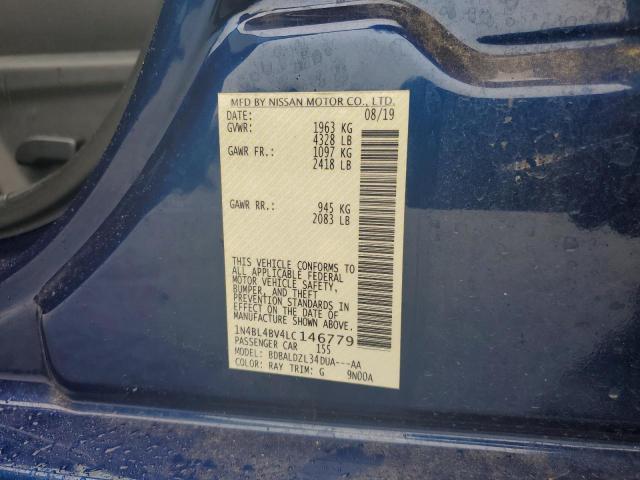 MFD BY NISSAN MOTOR CO., LTD.
DATE: 08/19
GVWR: 1963 KG
4328 LB
GAWR FR.: 1097 KG
2418 LB
GAWR RR.: 945 KG
2083 LB
THIS VEHICLE CONFORMS TO
ALL APPLICABLE FEDERAL
MOTOR VEHICLE SAFETY,
BUMPER, AND THEFT
PREVENTION STANDARDS IN
EFFECT ON THE DATE OF
MANUFACTURE SHOWN ABOVE.
1N4BL4BV4LC146779
PASSENGER CAR 155
MODEL: BDBALDZL34DUA---AA
COLOR: RAY TRIM: G 9N00A